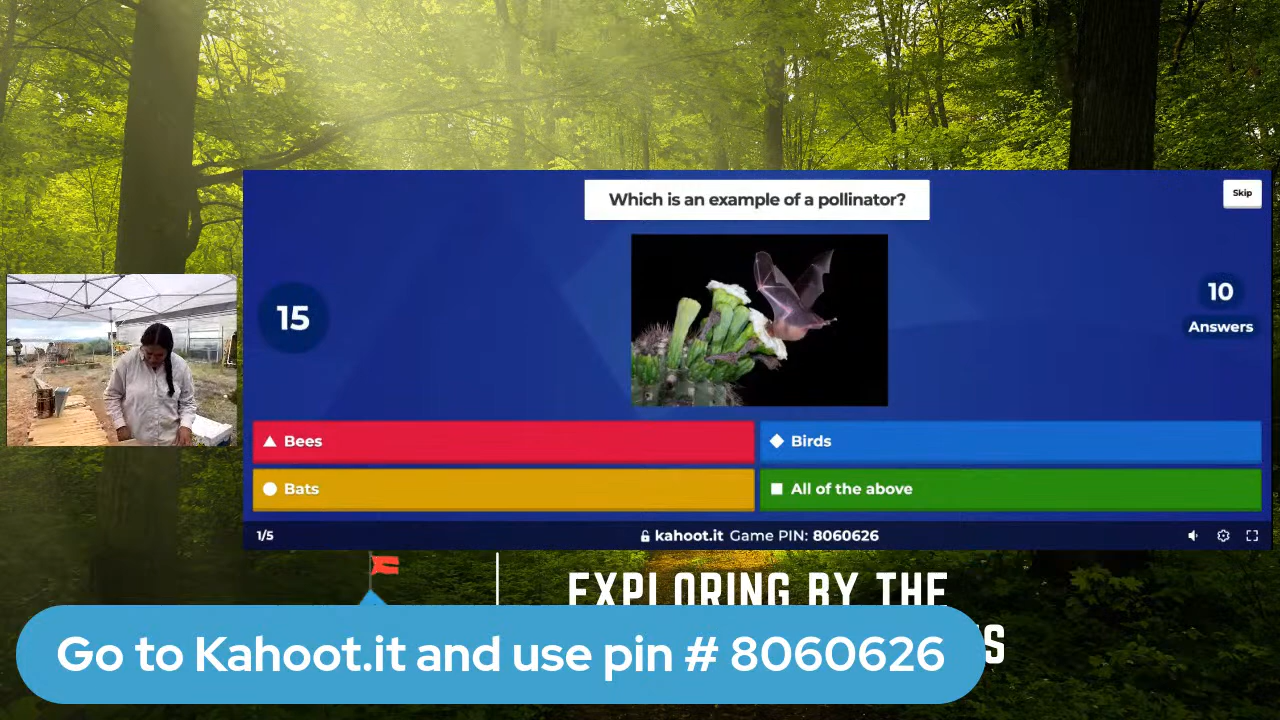 Which is an example of a pollinator?
Skip
15
10
Answers
Bees
Birds
Bats
All of the above
1/5
kahoot.it Game PIN: 8060626
EXPLORING BY THE
Go to Kahoot.it and use pin # 8060626